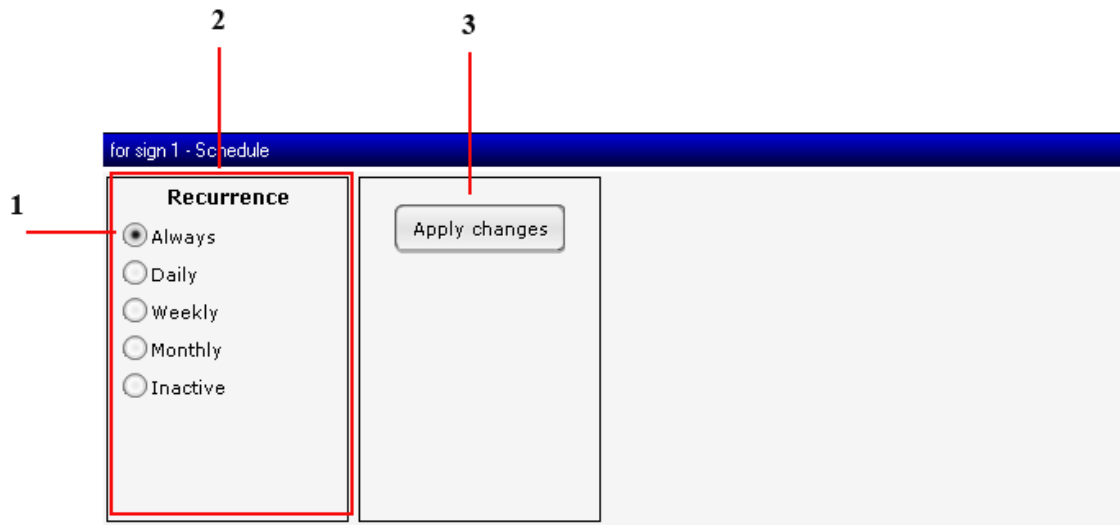 2
3
for sign 1 - Schedule
1
Recurrence
Always
Daily
Weekly
Monthly
Inactive
Apply changes